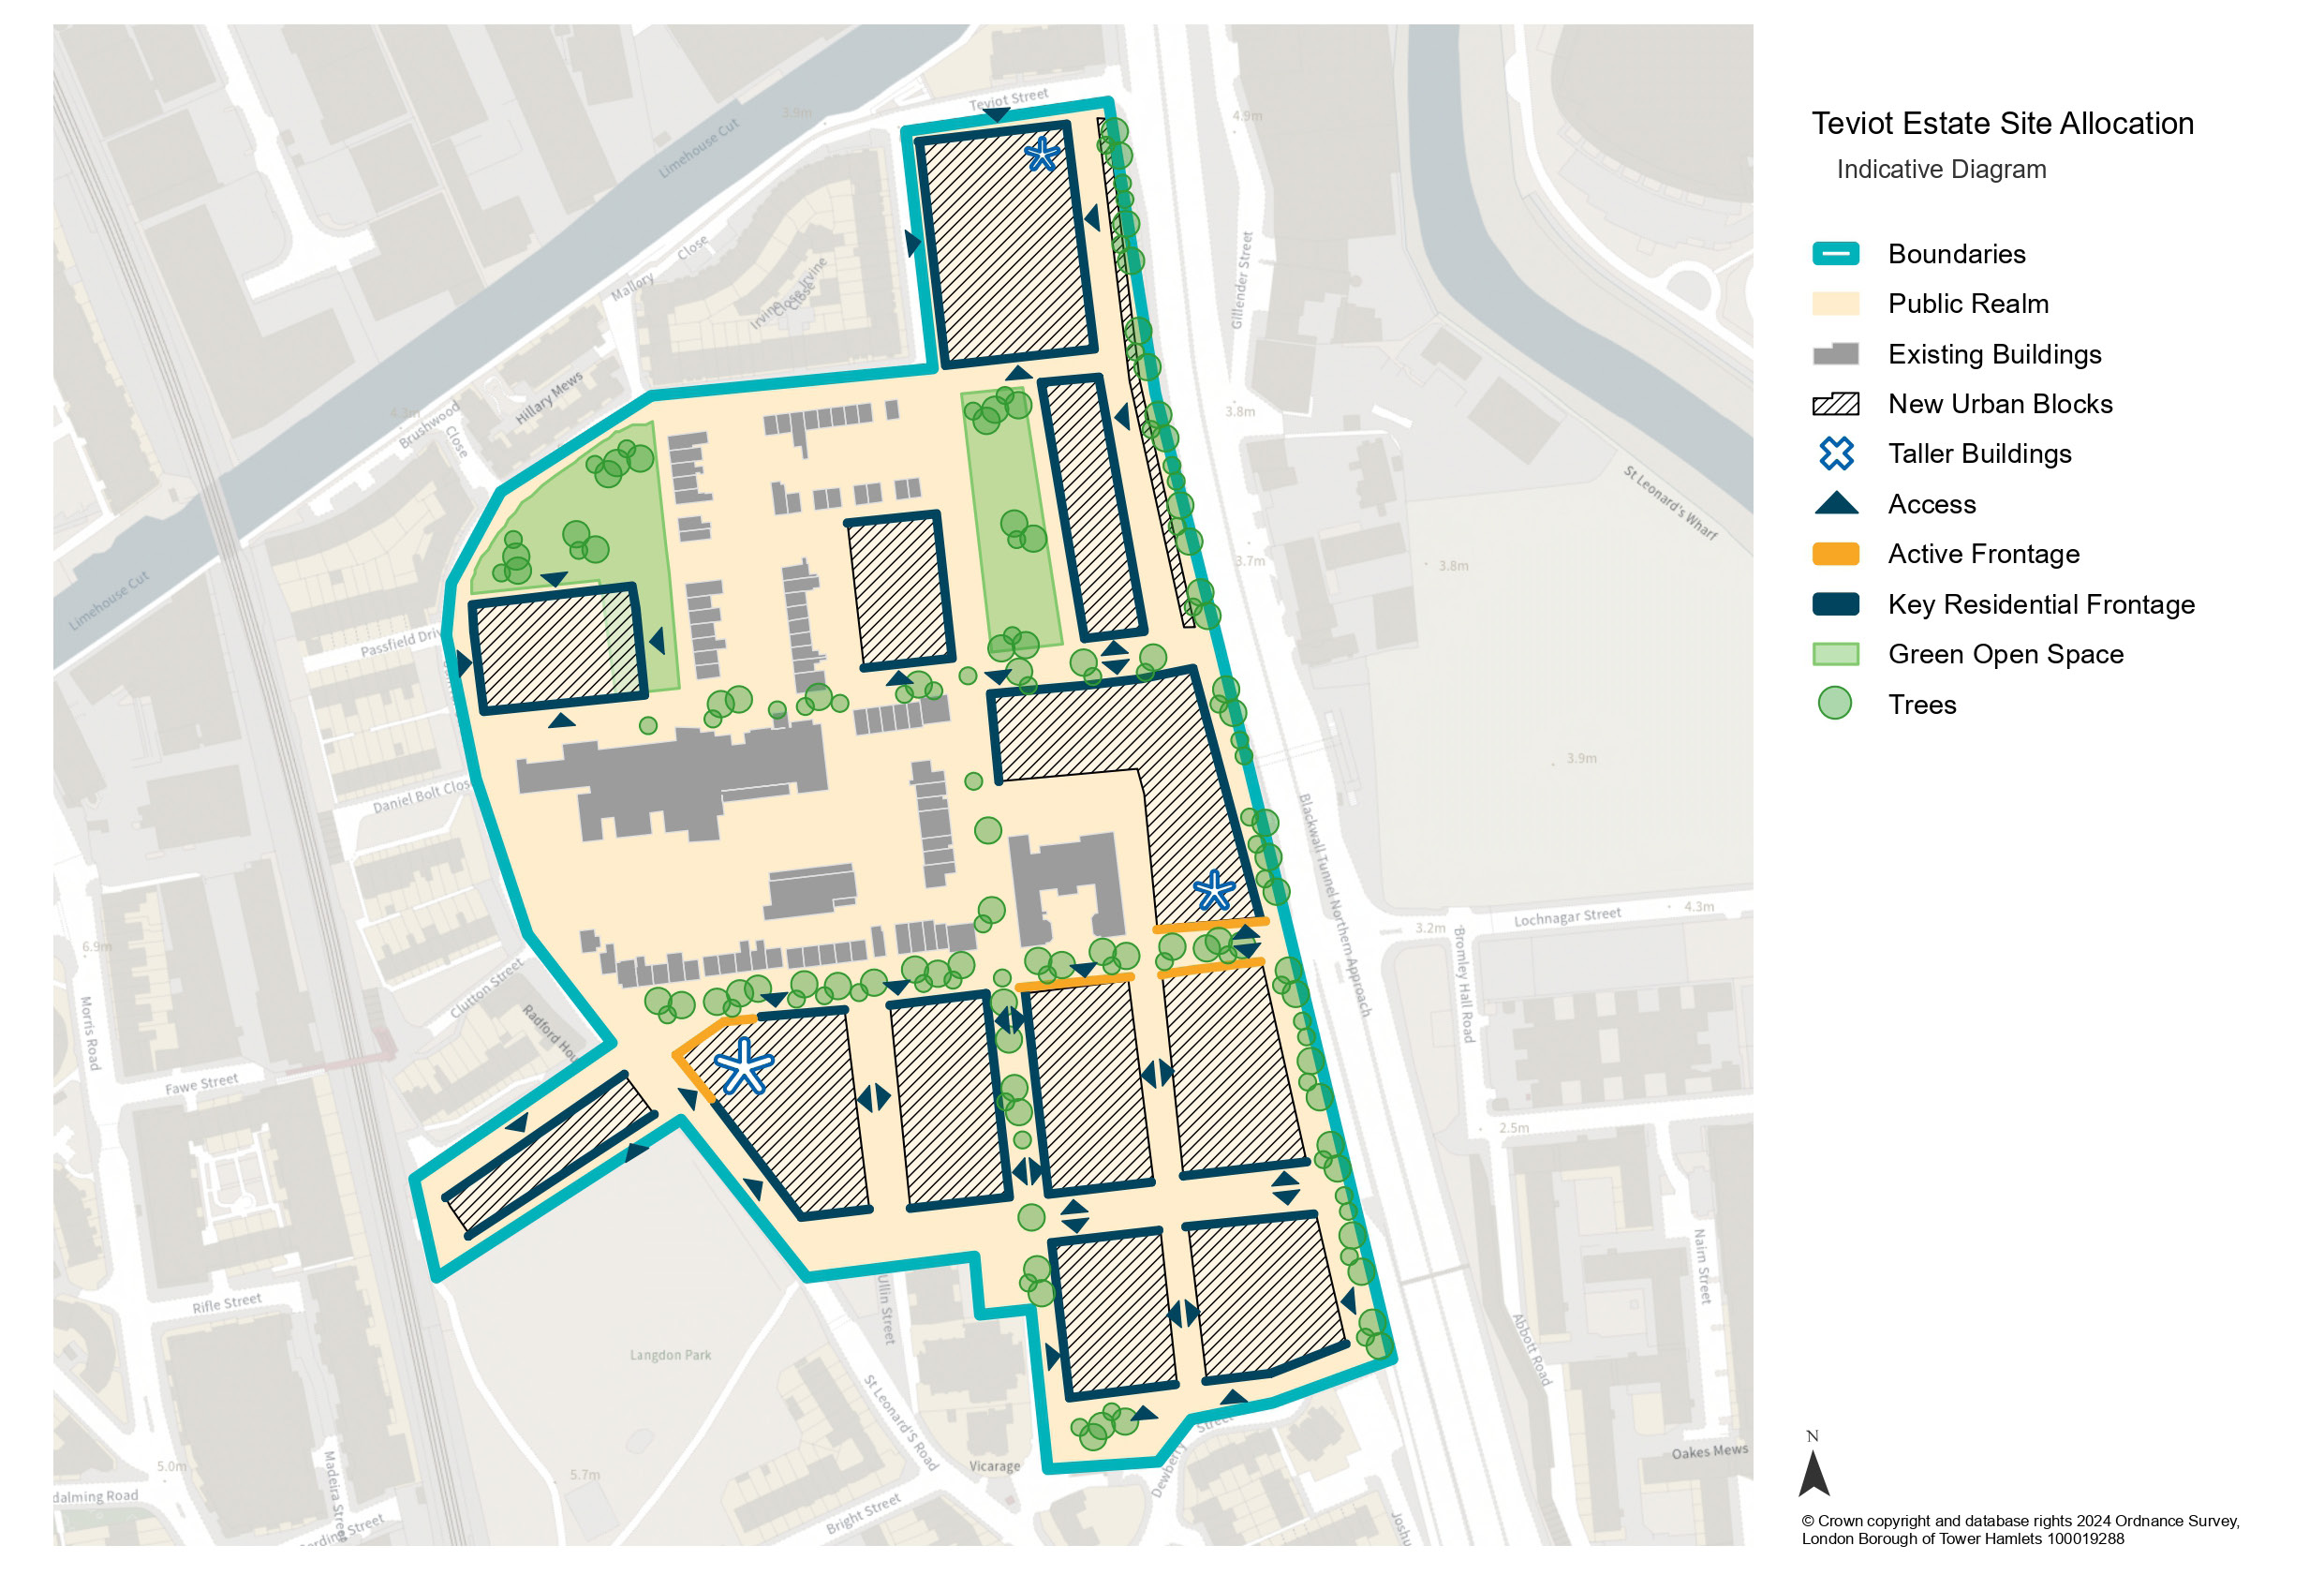 Teviot Estate Site Allocation
Indicative Diagram
Boundaries
Public Realm
Existing Buildings
New Urban Blocks
Taller Buildings
Access
Active Frontage
Key Residential Frontage
Green Open Space
Trees
N
© Crown copyright and database rights 2024 Ordnance Survey,
London Borough of Tower Hamlets 100019288
Teviot Street
3.9m
4.9m
Limehouse Cut
Mallory Close
Irvine Close
Gillender Street
Hillary Mews
Brushwood Close
3.8m
St Leonard's Wharf
3.7m
3.8m
Limehouse Cut
Passfield Driv
3.9m
Daniel Bolt Clos
Blackwall Tunnel Northern Approach
Lochnagar Street
4.3m
3.2m
6.9m
Bromley Hall Road
Clutton Street
Radford Hou
Morris Road
Fawe Street
2.5m
Nairn Street
Rifle Street
Ullin Street
Abbott Road
Langdon Park
St Leonard'S Road
Vicarage
Dewberry Street
Oakes Mews
5.0m
5.7m
Madeira Street
dalming Road
Bright Street
Joshu